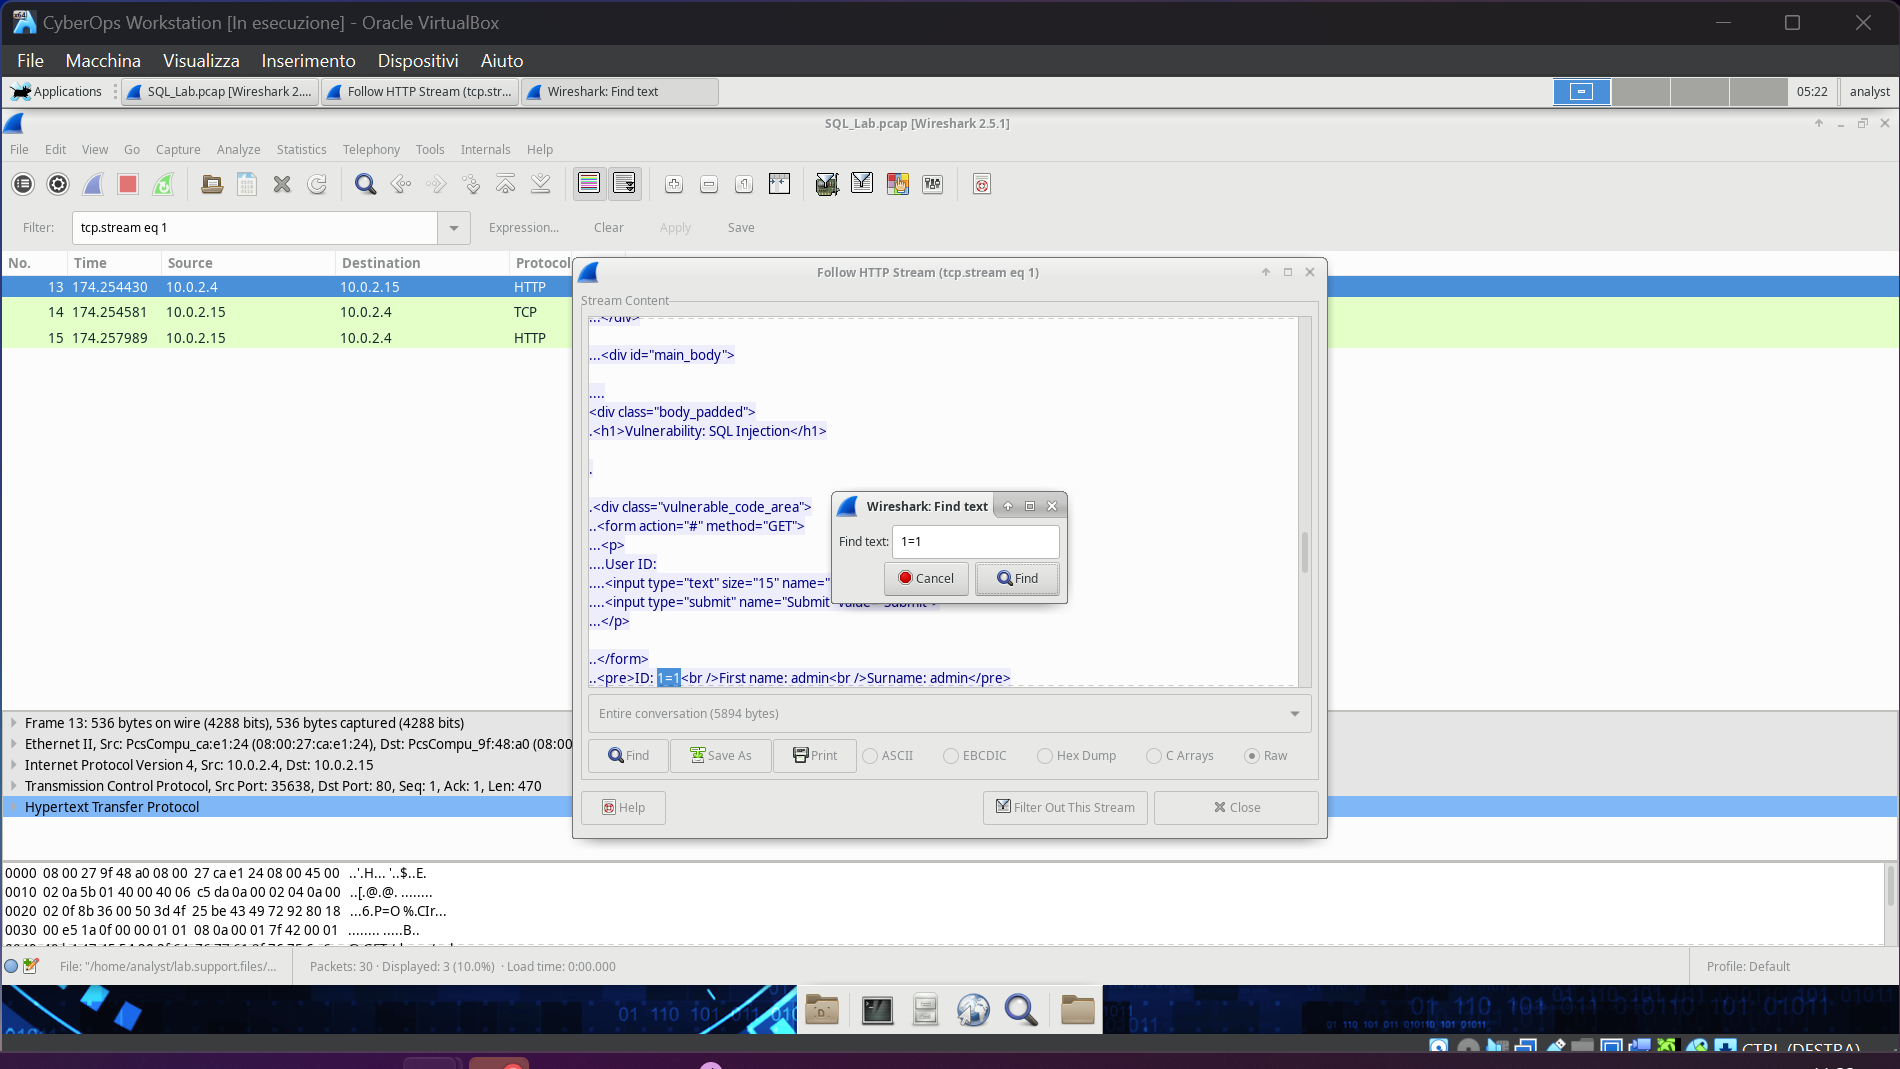 CyberOps Workstation [In esecuzione] - Oracle VirtualBox
File Macchina Visualizza Inserimento Dispositivi Aiuto
Applications SQL_Lab.pcap [Wireshark 2.... Follow HTTP Stream (tcp.str... Wireshark: Find text 05:22 analyst
SQL_Lab.pcap [Wireshark 2.5.1]
File Edit View Go Capture Analyze Statistics Telephony Tools Internals Help
Filter: tcp.stream eq 1 Expression... Clear Apply Save
No. Time Source Destination Protocol
13 174.254430 10.0.2.4 10.0.2.15 HTTP
14 174.254581 10.0.2.15 10.0.2.4 TCP
15 174.257989 10.0.2.15 10.0.2.4 HTTP
Follow HTTP Stream (tcp.stream eq 1)
Stream Content
...</div>
...<div id="main_body">
....
<div class="body_padded">
.<h1>Vulnerability: SQL Injection</h1>
.
.<div class="vulnerable_code_area">
..<form action="#" method="GET">
...<p>
....User ID:
....<input type="text" size="15" name="
....<input type="submit" name="Submit" value="Submit">
...</p>
..</form>
..<pre>ID: 1=1<br />First name: admin<br />Surname: admin</pre>
Wireshark: Find text
Find text: 1=1
Cancel Find
Entire conversation (5894 bytes)
Find Save As Print ASCII EBCDIC Hex Dump C Arrays Raw
Help Filter Out This Stream Close
Frame 13: 536 bytes on wire (4288 bits), 536 bytes captured (4288 bits)
Ethernet II, Src: PcsCompu_ca:e1:24 (08:00:27:ca:e1:24), Dst: PcsCompu_9f:48:a0 (08:00
Internet Protocol Version 4, Src: 10.0.2.4, Dst: 10.0.2.15
Transmission Control Protocol, Src Port: 35638, Dst Port: 80, Seq: 1, Ack: 1, Len: 470
Hypertext Transfer Protocol
0000 08 00 27 9f 48 a0 08 00 27 ca e1 24 08 00 45 00 ..'.H... '..$..E.
0010 02 0a 5b 01 40 00 40 06 c5 da 0a 00 02 04 0a 00 ..[.@.@. ........
0020 02 0f 8b 36 00 50 3d 4f 25 be 43 49 72 92 80 18 ...6.P=O %.CIr...
0030 00 e5 1a 0f 00 00 01 01 08 0a 00 01 7f 42 00 01 ........ .....B..
File: "/home/analyst/lab.support.files/... Packets: 30 · Displayed: 3 (10.0%) · Load time: 0:00.000 Profile: Default
CTRL (DESTRA)